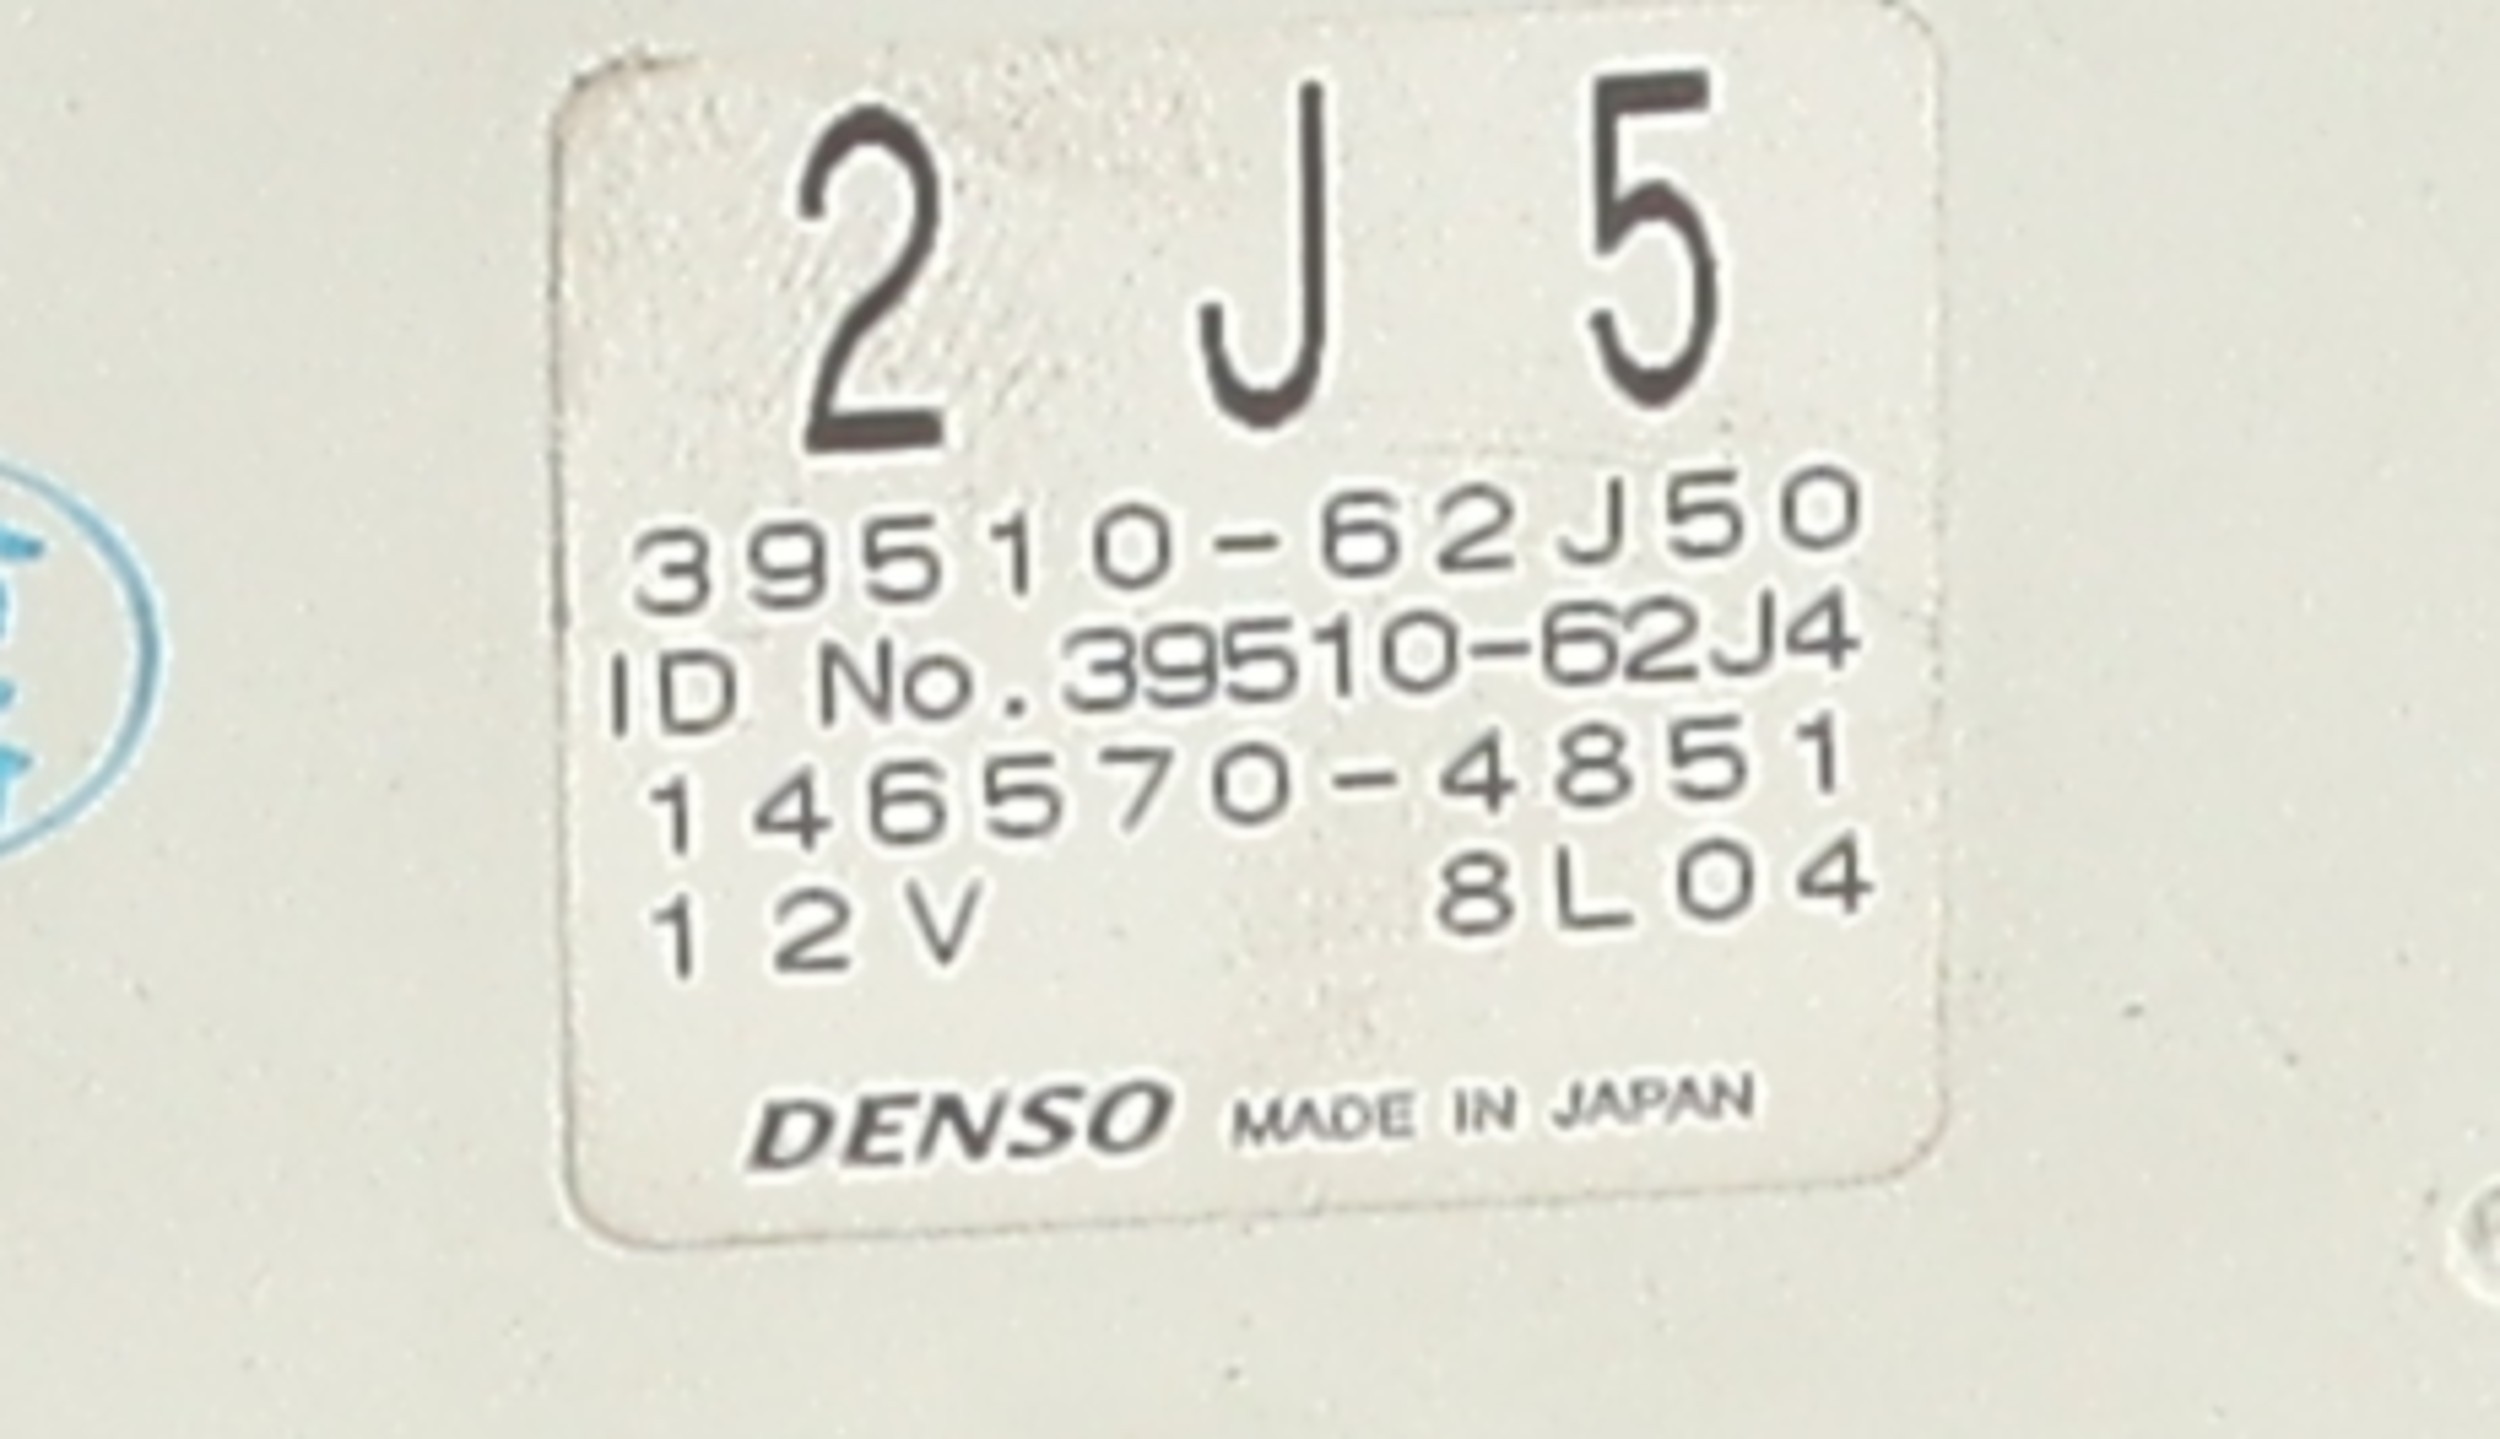 2 J 5
39510-62J50
ID No.39510-62J4
146570-4851
12V 8L04
DENSO MADE IN JAPAN